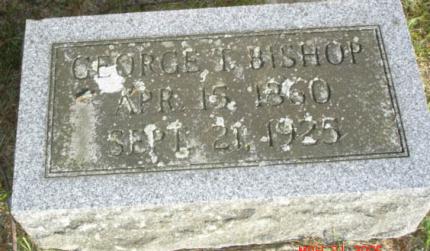 GEORGE T. BISHOP
APR. 15, 1860
SEPT. 21, 1925